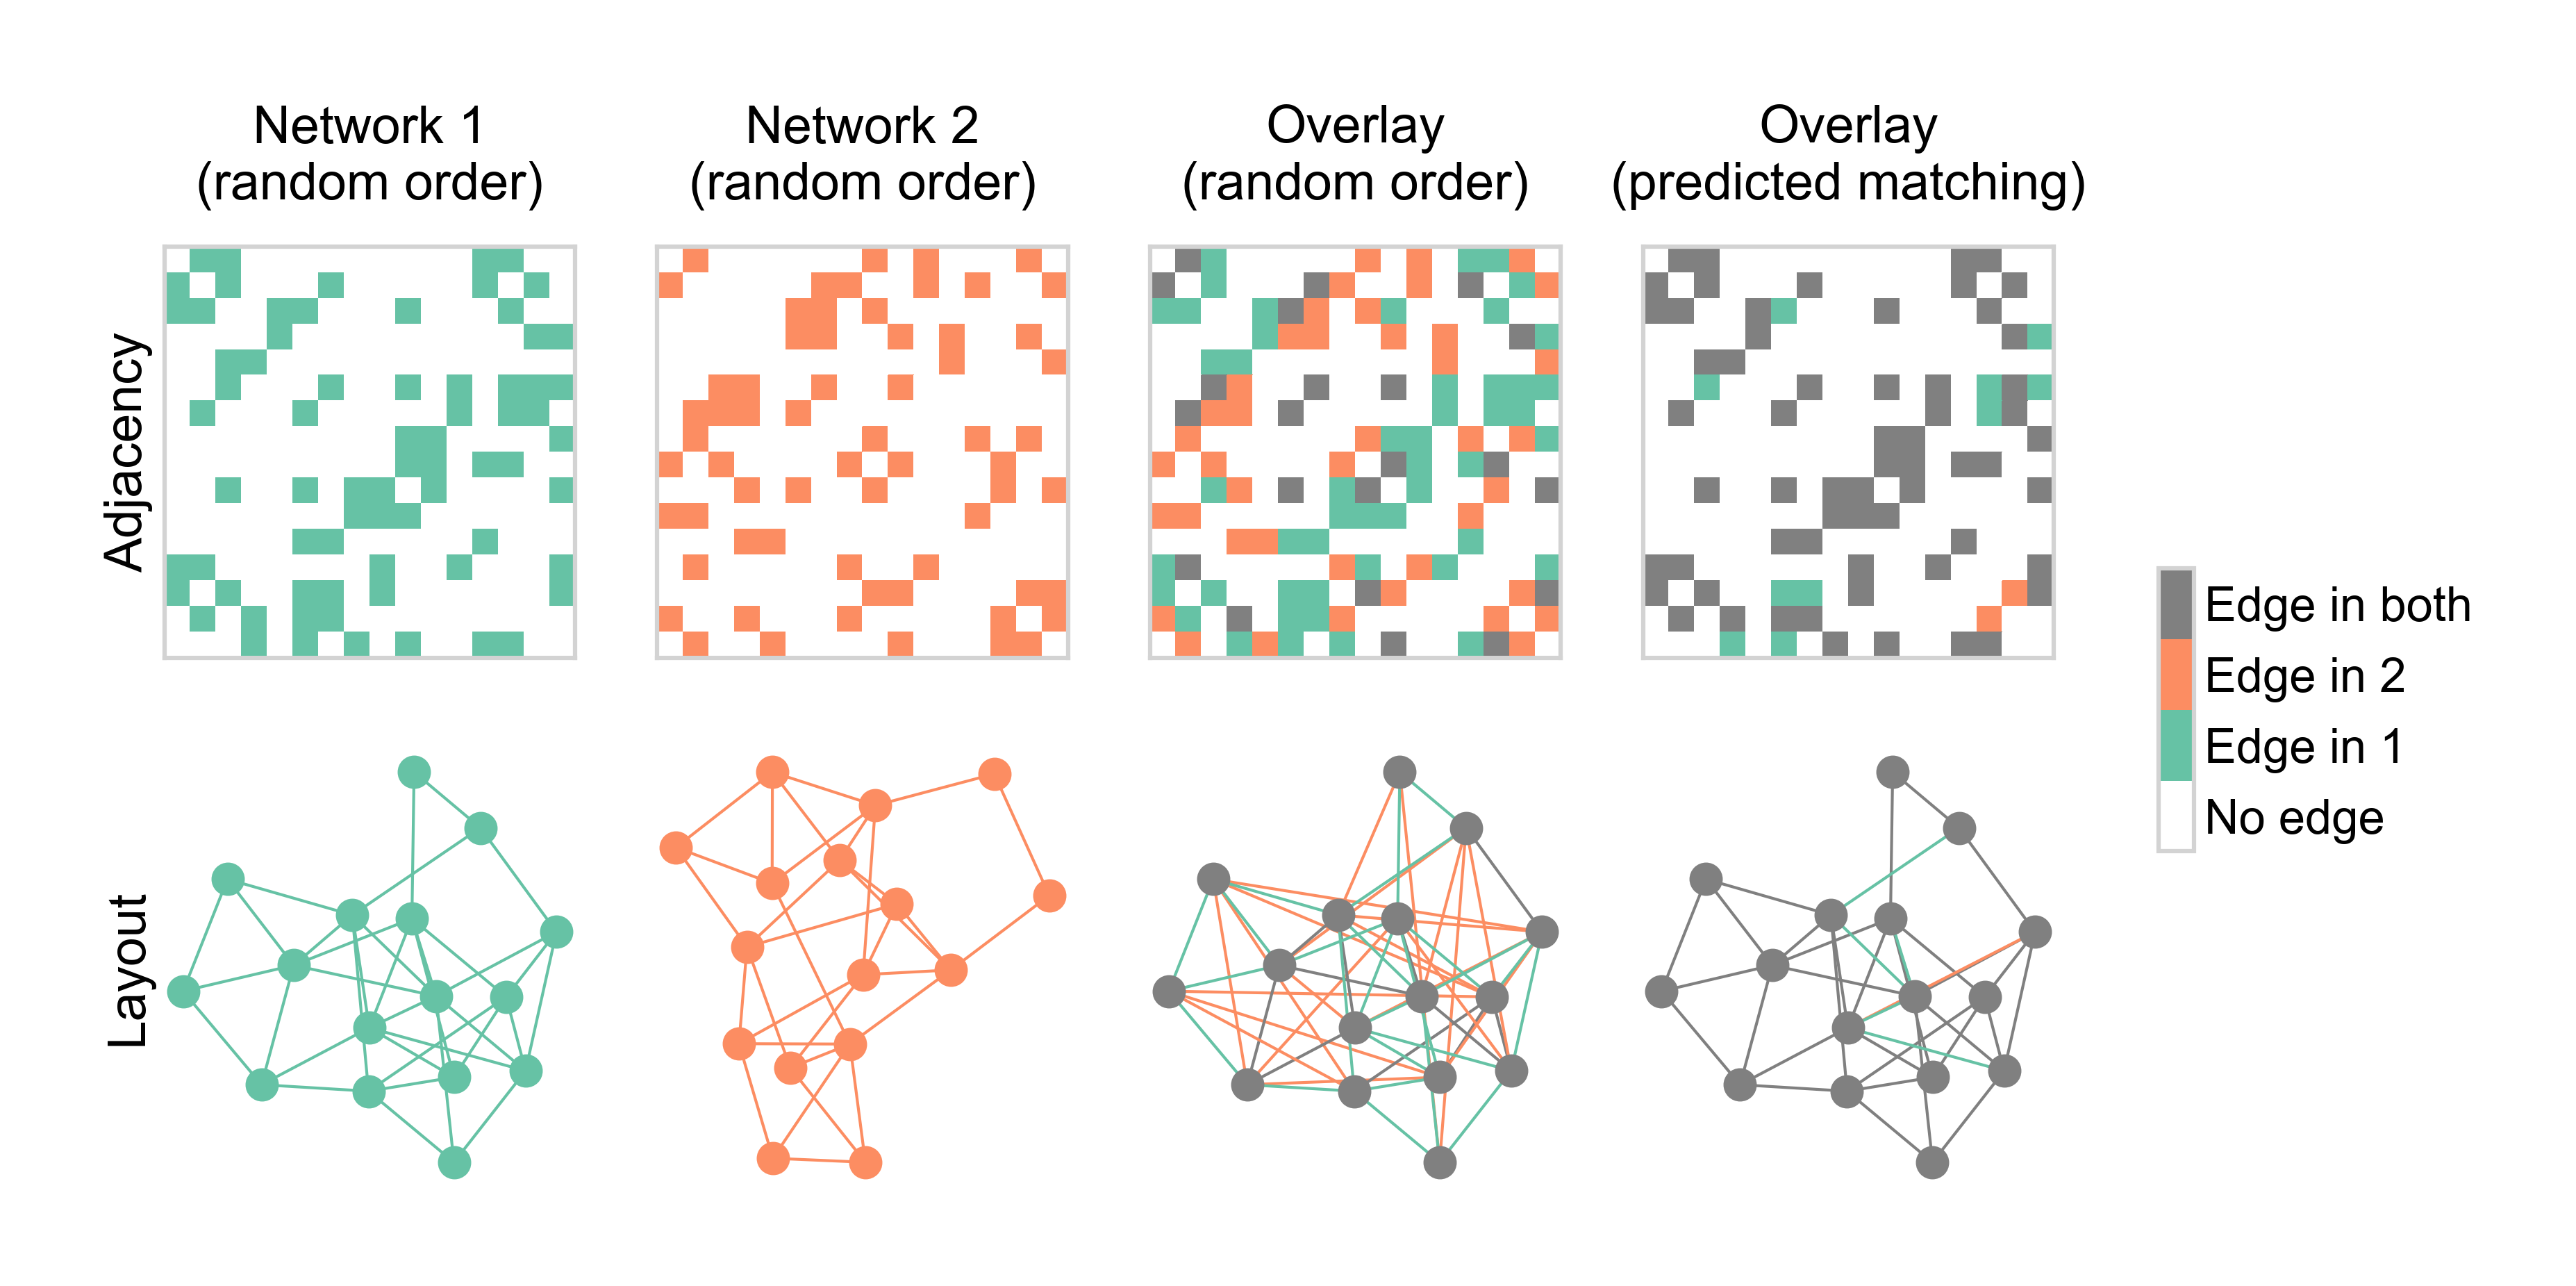 Network 1
(random order)
Network 2
(random order)
Overlay
(random order)
Overlay
(predicted matching)
Adjacency
Layout
Edge in both
Edge in 2
Edge in 1
No edge